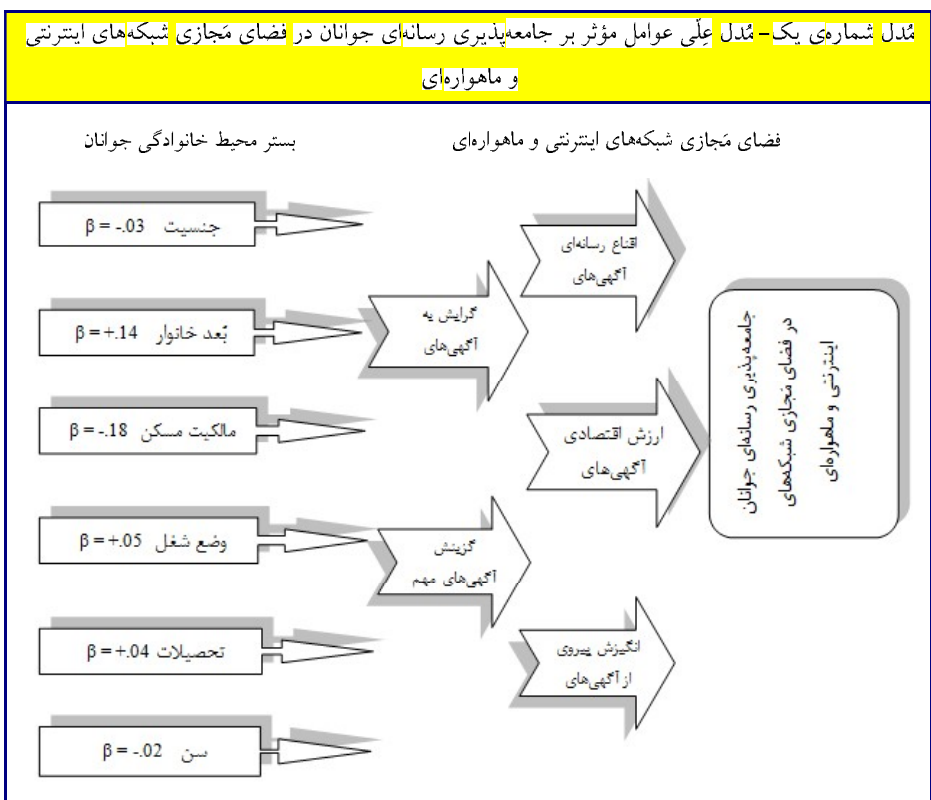 مُدل شماره‌ی یک- مُدل عِلّی عوامل مؤثر بر جامعه‌پذیری رسانه‌ای جوانان در فضای مَجازی شبکه‌های اینترنتی
و ماهواره‌ای
فضای مَجازی شبکه‌های اینترنتی و ماهواره‌ای
بستر محیط خانوادگی جوانان
جنسیت β = -.03
بُعد خانوار β = +.14
مالکیت مسکن β = -.18
وضع شغل β = +.05
تحصیلات β = +.04
سن β = -.02
گرایش به
آگهی‌های
گزینش
آگهی‌های مهم
اقناع رسانه‌ای
آگهی‌های
ارزش اقتصادی
آگهی‌های
انگیزش پیروی
از آگهی‌های
جامعه‌پذیری رسانه‌ای جوانان
در فضای مَجازی شبکه‌های
اینترنتی و ماهواره‌ای